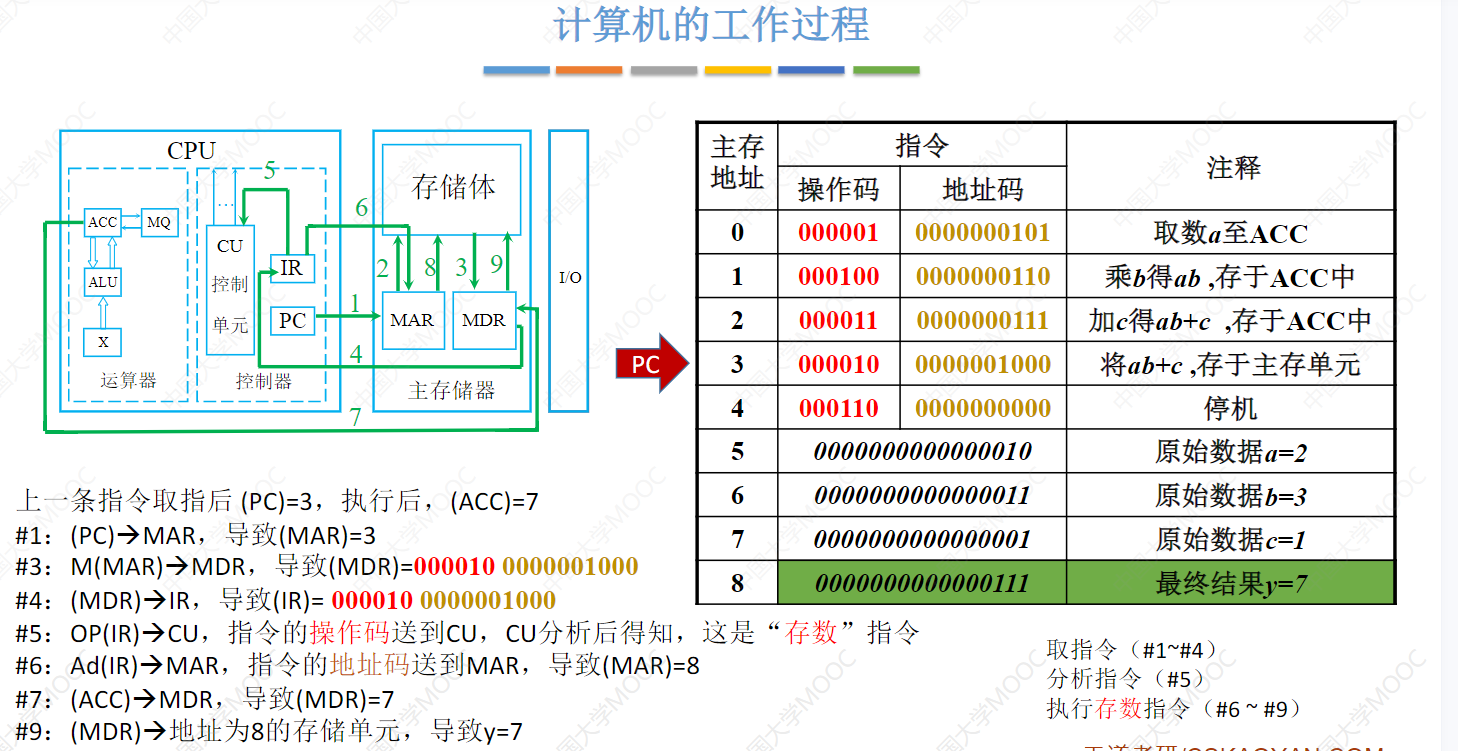 计算机的工作过程
CPU
ACC
MQ
ALU
X
运算器
5
…
CU
控制
单元
IR
PC
控制器
6
1
4
7
存储体
2
8
3
9
MAR
MDR
主存储器
I/O
PC
主存地址 指令 注释
操作码 地址码
0 000001 0000000101 取数a至ACC
1 000100 0000000110 乘b得ab ,存于ACC中
2 000011 0000000111 加c得ab+c ,存于ACC中
3 000010 0000001000 将ab+c ,存于主存单元
4 000110 0000000000 停机
5 0000000000000010 原始数据a=2
6 0000000000000011 原始数据b=3
7 0000000000000001 原始数据c=1
8 0000000000000111 最终结果y=7
上一条指令取指后 (PC)=3，执行后，(ACC)=7
#1：(PC)→MAR，导致(MAR)=3
#3：M(MAR)→MDR，导致(MDR)=000010 0000001000
#4：(MDR)→IR，导致(IR)= 000010 0000001000
#5：OP(IR)→CU，指令的操作码送到CU，CU分析后得知，这是“存数”指令
#6：Ad(IR)→MAR，指令的地址码送到MAR，导致(MAR)=8
#7：(ACC)→MDR，导致(MDR)=7
#9：(MDR)→地址为8的存储单元，导致y=7
取指令（#1~#4）
分析指令（#5）
执行存数指令（#6 ~ #9）
中国大学MOOC